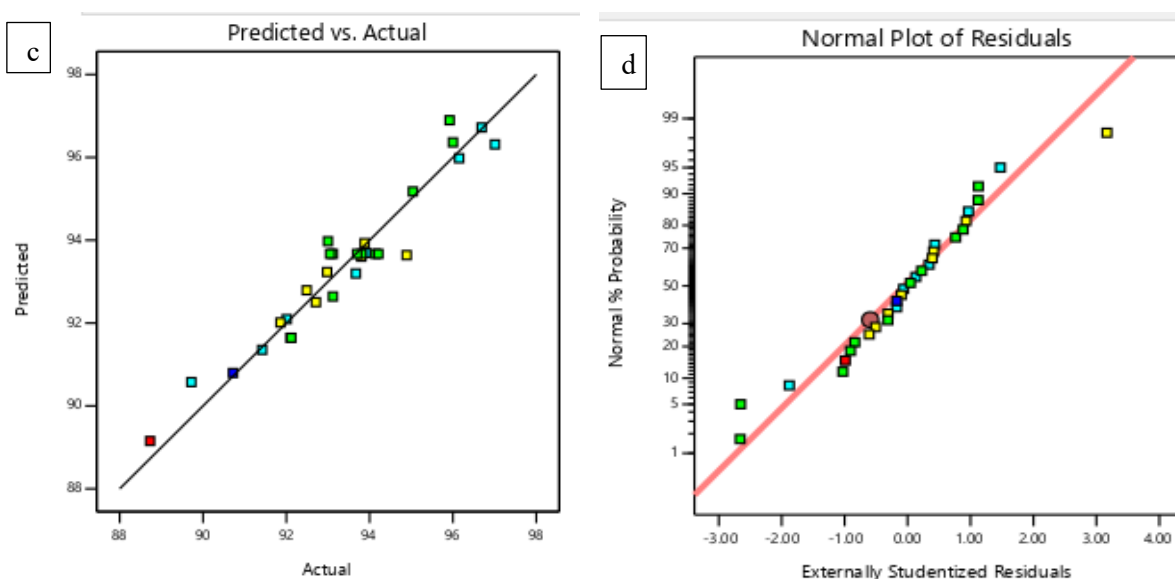 c
Predicted vs. Actual
98
96
94
92
90
88
Predicted
88 90 92 94 96 98
Actual
d
Normal Plot of Residuals
99
95
90
80
70
50
30
20
10
5
1
Normal % Probability
-3.00 -2.00 -1.00 0.00 1.00 2.00 3.00 4.00
Externally Studentized Residuals